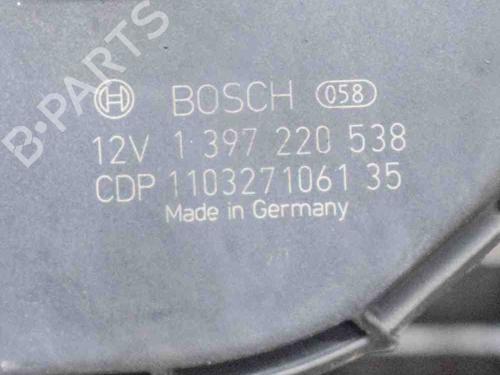 B-PARTS
BOSCH 058
12V 1 397 220 538
CDP 1103271061 35
Made in Germany